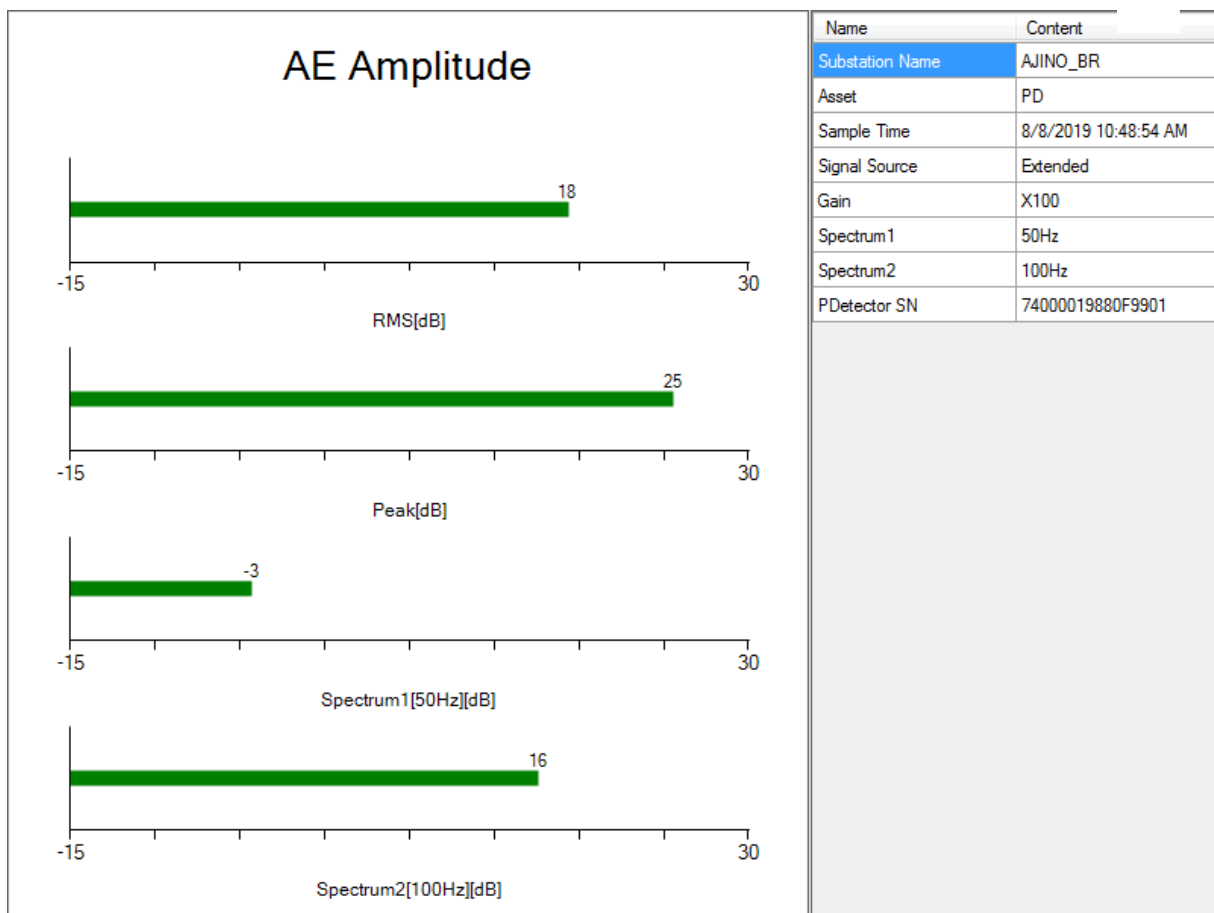 AE Amplitude
18
-15 30
RMS[dB]
25
-15 30
Peak[dB]
-3
-15 30
Spectrum1[50Hz][dB]
16
-15 30
Spectrum2[100Hz][dB]
Name Content
Substation Name AJINO_BR
Asset PD
Sample Time 8/8/2019 10:48:54 AM
Signal Source Extended
Gain X100
Spectrum1 50Hz
Spectrum2 100Hz
PDetector SN 74000019880F9901